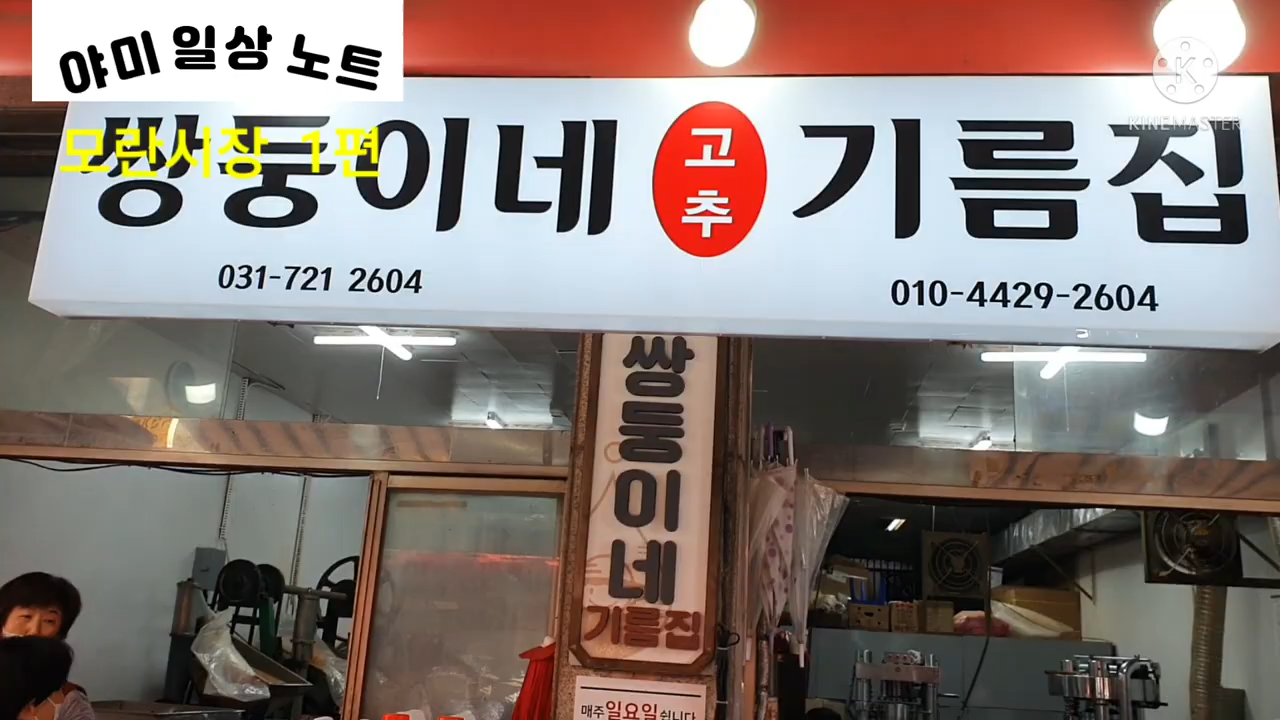 야미 일상 노트
모란서장 1편
쌍둥이네 고추 기름집
031-721 2604
010-4429-2604
KINEMASTER
쌍둥이네
기름집
매주일요일쉽니다